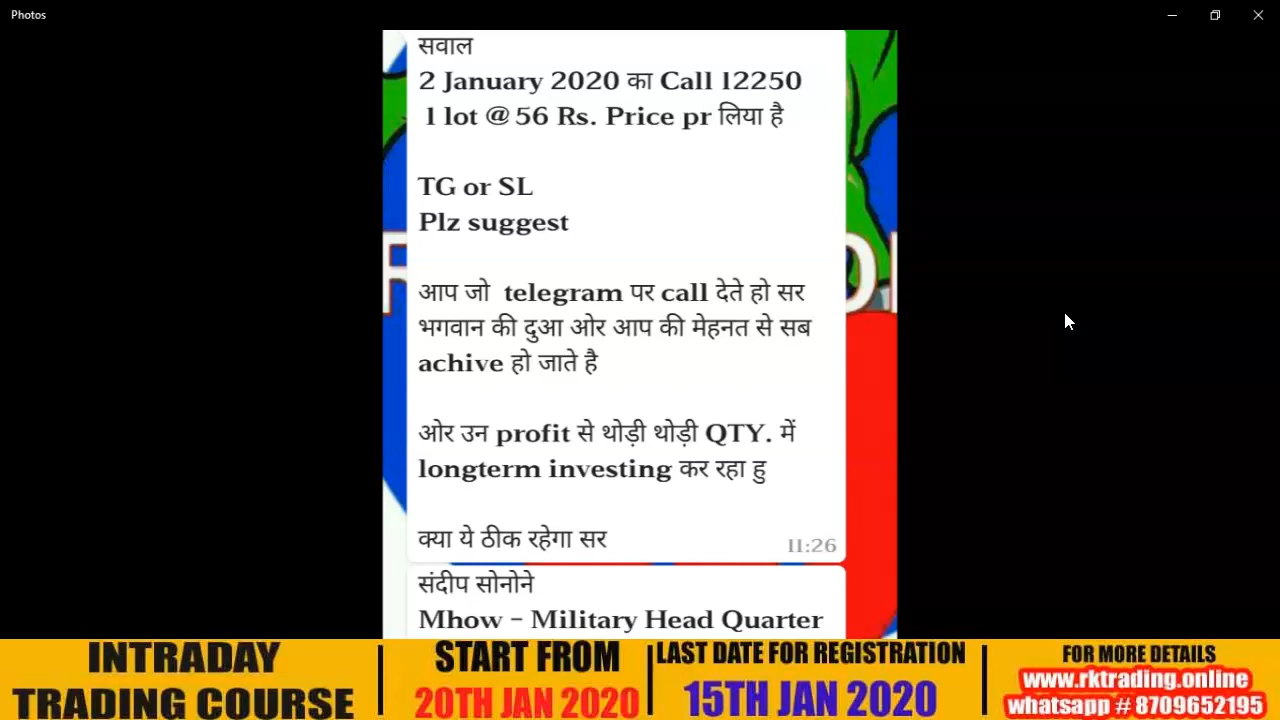 Photos
सवाल
2 January 2020 का Call 12250
1 lot @ 56 Rs. Price pr लिया है
TG or SL
Plz suggest
आप जो telegram पर call देते हो सर
भगवान की दुआ ओर आप की मेहनत से सब
achive हो जाते है
ओर उन profit से थोड़ी थोड़ी QTY. में
longterm investing कर रहा हु
क्या ये ठीक रहेगा सर
11:26
संदीप सोनोने
Mhow - Military Head Quarter
INTRADAY
TRADING COURSE
START FROM
20TH JAN 2020
LAST DATE FOR REGISTRATION
15TH JAN 2020
FOR MORE DETAILS
www.rktrading.online
whatsapp # 8709652195